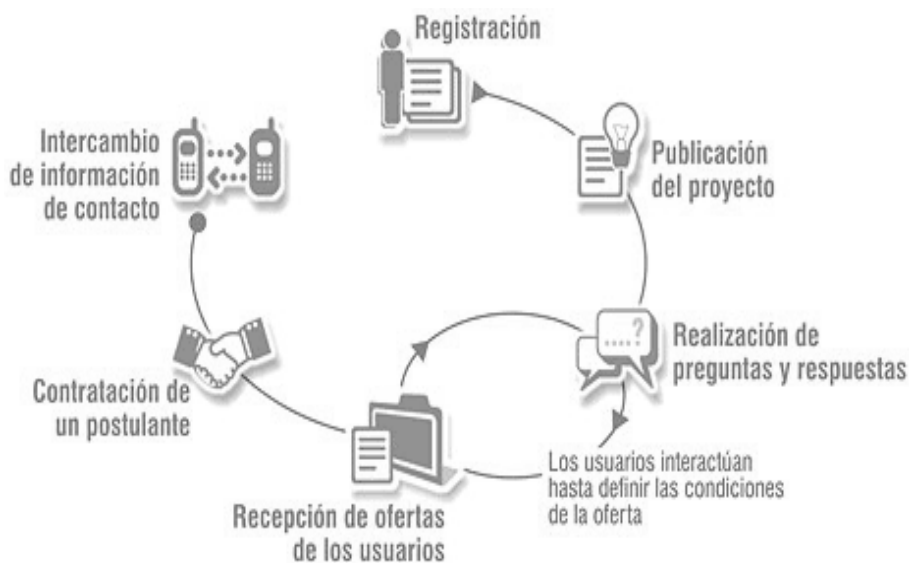 Registración
Publicación
del proyecto
.....?
Realización de
preguntas y respuestas
Los usuarios interactúan
hasta definir las condiciones
de la oferta
Recepción de ofertas
de los usuarios
Contratación de
un postulante
Intercambio
de información
de contacto